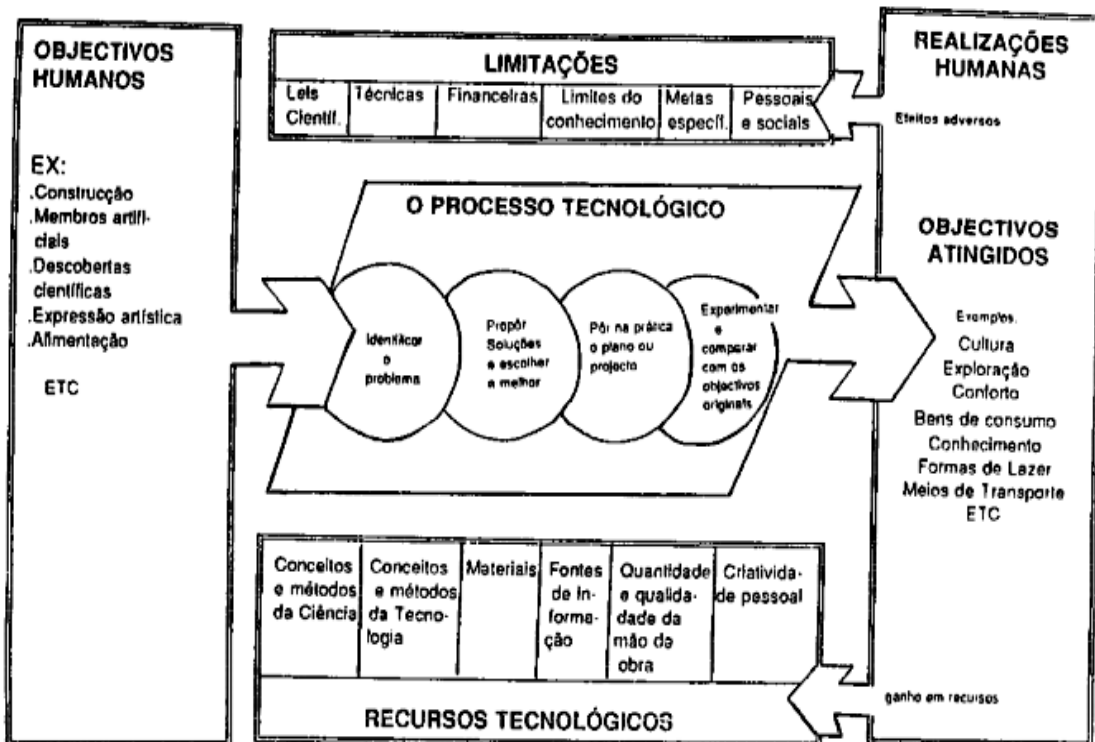 OBJECTIVOS
HUMANOS
EX:
.Construcção
.Membros artifi-
ciais
.Descobertas
científicas
.Expressão artística
.Alimentação
ETC
LIMITAÇÕES
Leis
Científ.
Técnicas
Financeiras
Limites do
conhecimento
Metas
específ.
Pessoais
e sociais
O PROCESSO TECNOLÓGICO
Identificar
o
problema
Propôr
Soluções
e escolher
a melhor
Pôr na prática
o plano ou
projecto
Experimentar
e
comparar
com os
objectivos
originais
Conceitos
e métodos
da Ciência
Conceitos
e métodos
da Tecno-
logia
Materiais
Fontes
de In-
forma-
ção
Quantidade
e qualida-
dade da
mão da
obra
Criativida-
de pessoal
RECURSOS TECNOLÓGICOS
REALIZAÇÕES
HUMANAS
Efeitos adversos
OBJECTIVOS
ATINGIDOS
Exemplos.
Cultura
Exploração
Conforto
Bens de consumo
Conhecimento
Formas de Lazer
Meios de Transporte
ETC
ganho em recursos